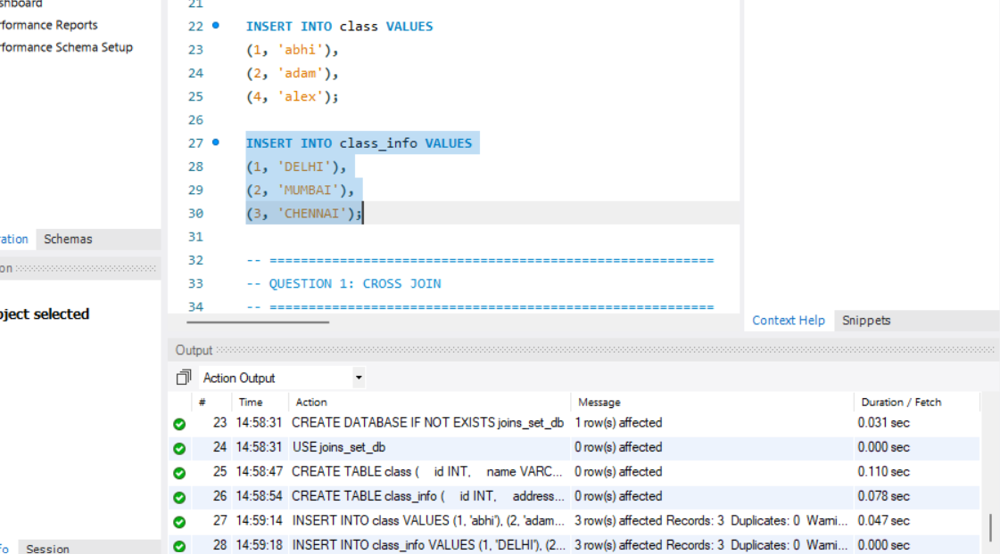 shboard
rformance Reports
rformance Schema Setup
ration Schemas
on
bject selected
fo Session
21
22 INSERT INTO class VALUES
23 (1, 'abhi'),
24 (2, 'adam'),
25 (4, 'alex');
26
27 INSERT INTO class_info VALUES
28 (1, 'DELHI'),
29 (2, 'MUMBAI'),
30 (3, 'CHENNAI');
31
32 -- =========================================================
33 -- QUESTION 1: CROSS JOIN
34 -- =========================================================
Context Help Snippets
Output
Action Output
# Time Action Message Duration / Fetch
23 14:58:31 CREATE DATABASE IF NOT EXISTS joins_set_db 1 row(s) affected 0.031 sec
24 14:58:31 USE joins_set_db 0 row(s) affected 0.000 sec
25 14:58:47 CREATE TABLE class ( id INT, name VARC... 0 row(s) affected 0.110 sec
26 14:58:54 CREATE TABLE class_info ( id INT, address... 0 row(s) affected 0.078 sec
27 14:59:14 INSERT INTO class VALUES (1, 'abhi'), (2, 'adam... 3 row(s) affected Records: 3 Duplicates: 0 Warni... 0.047 sec
28 14:59:18 INSERT INTO class_info VALUES (1, 'DELHI'), (2... 3 row(s) affected Records: 3 Duplicates: 0 Warni... 0.000 sec